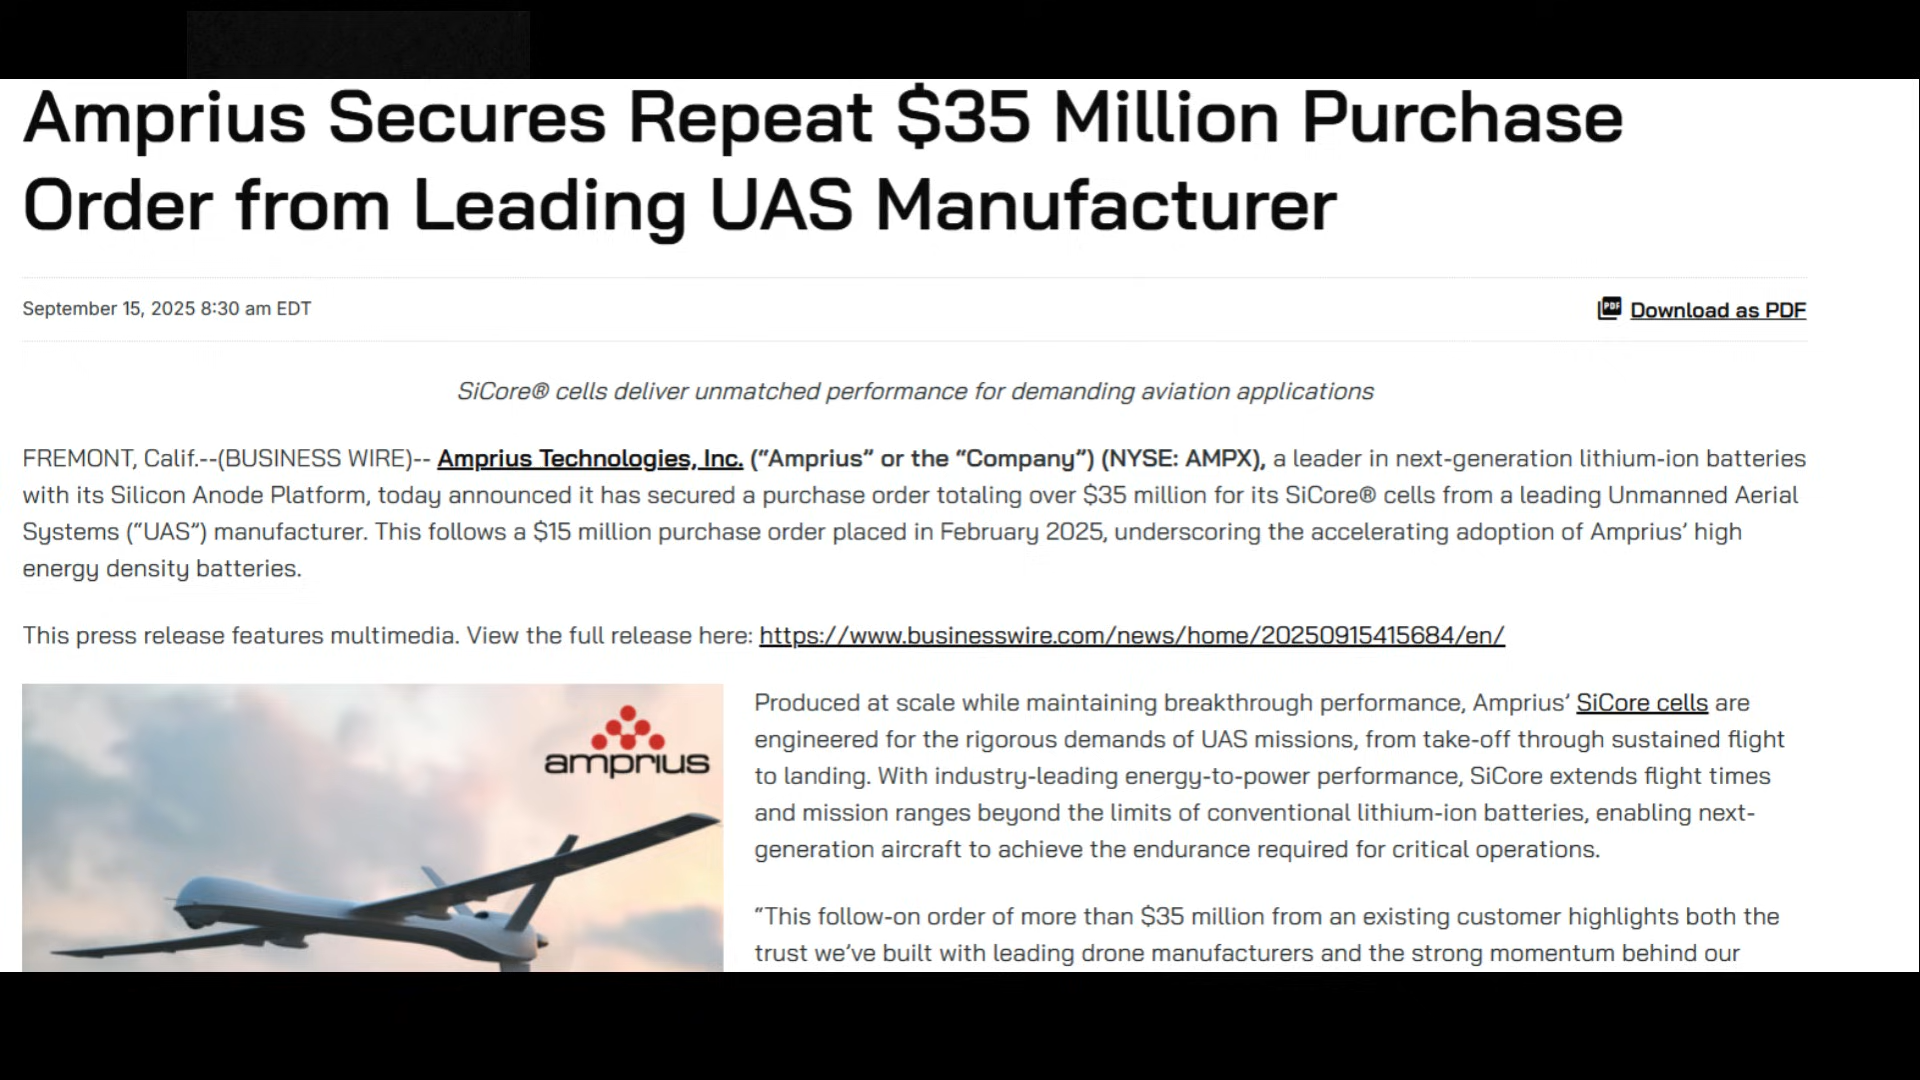 Amprius Secures Repeat $35 Million Purchase
Order from Leading UAS Manufacturer
September 15, 2025 8:30 am EDT
PDF Download as PDF
SiCore® cells deliver unmatched performance for demanding aviation applications
FREMONT, Calif.--(BUSINESS WIRE)-- Amprius Technologies, Inc. (“Amprius” or the “Company”) (NYSE: AMPX), a leader in next-generation lithium-ion batteries
with its Silicon Anode Platform, today announced it has secured a purchase order totaling over $35 million for its SiCore® cells from a leading Unmanned Aerial
Systems (“UAS”) manufacturer. This follows a $15 million purchase order placed in February 2025, underscoring the accelerating adoption of Amprius’ high
energy density batteries.
This press release features multimedia. View the full release here: https://www.businesswire.com/news/home/20250915415684/en/
amprius
Produced at scale while maintaining breakthrough performance, Amprius’ SiCore cells are
engineered for the rigorous demands of UAS missions, from take-off through sustained flight
to landing. With industry-leading energy-to-power performance, SiCore extends flight times
and mission ranges beyond the limits of conventional lithium-ion batteries, enabling next-
generation aircraft to achieve the endurance required for critical operations.
“This follow-on order of more than $35 million from an existing customer highlights both the
trust we’ve built with leading drone manufacturers and the strong momentum behind our